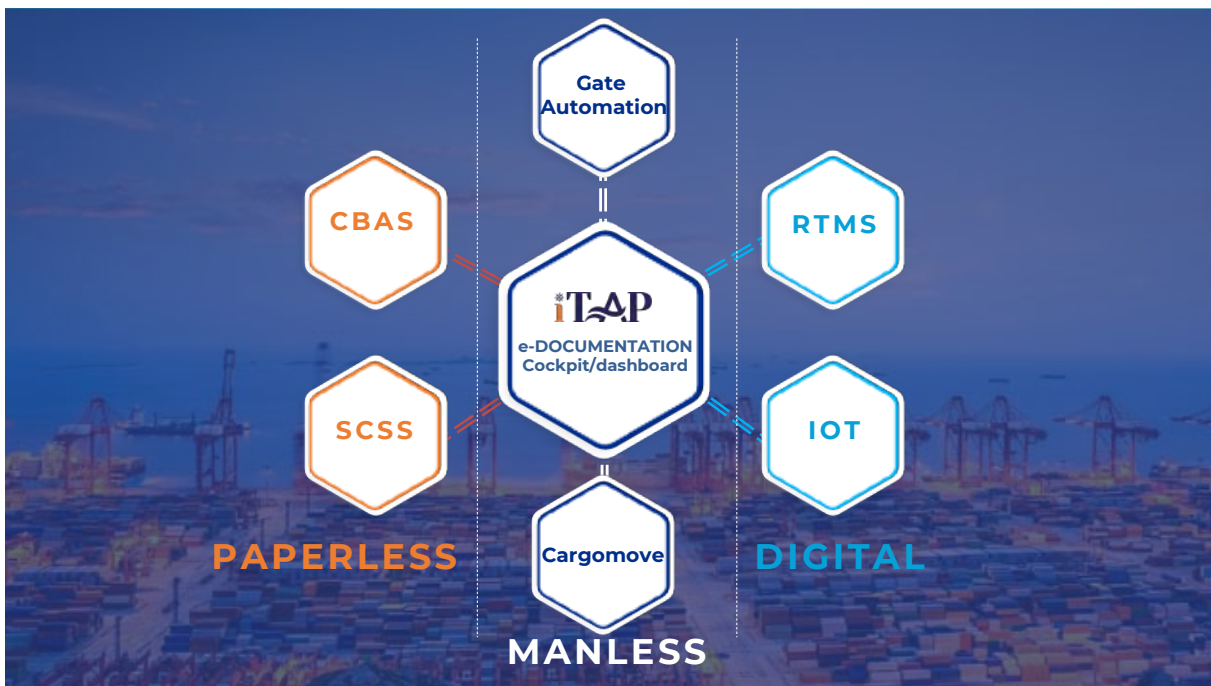 Gate
Automation
CBAS
RTMS
iTAP
e-DOCUMENTATION
Cockpit/dashboard
SCSS
IOT
Cargomove
PAPERLESS
DIGITAL
MANLESS